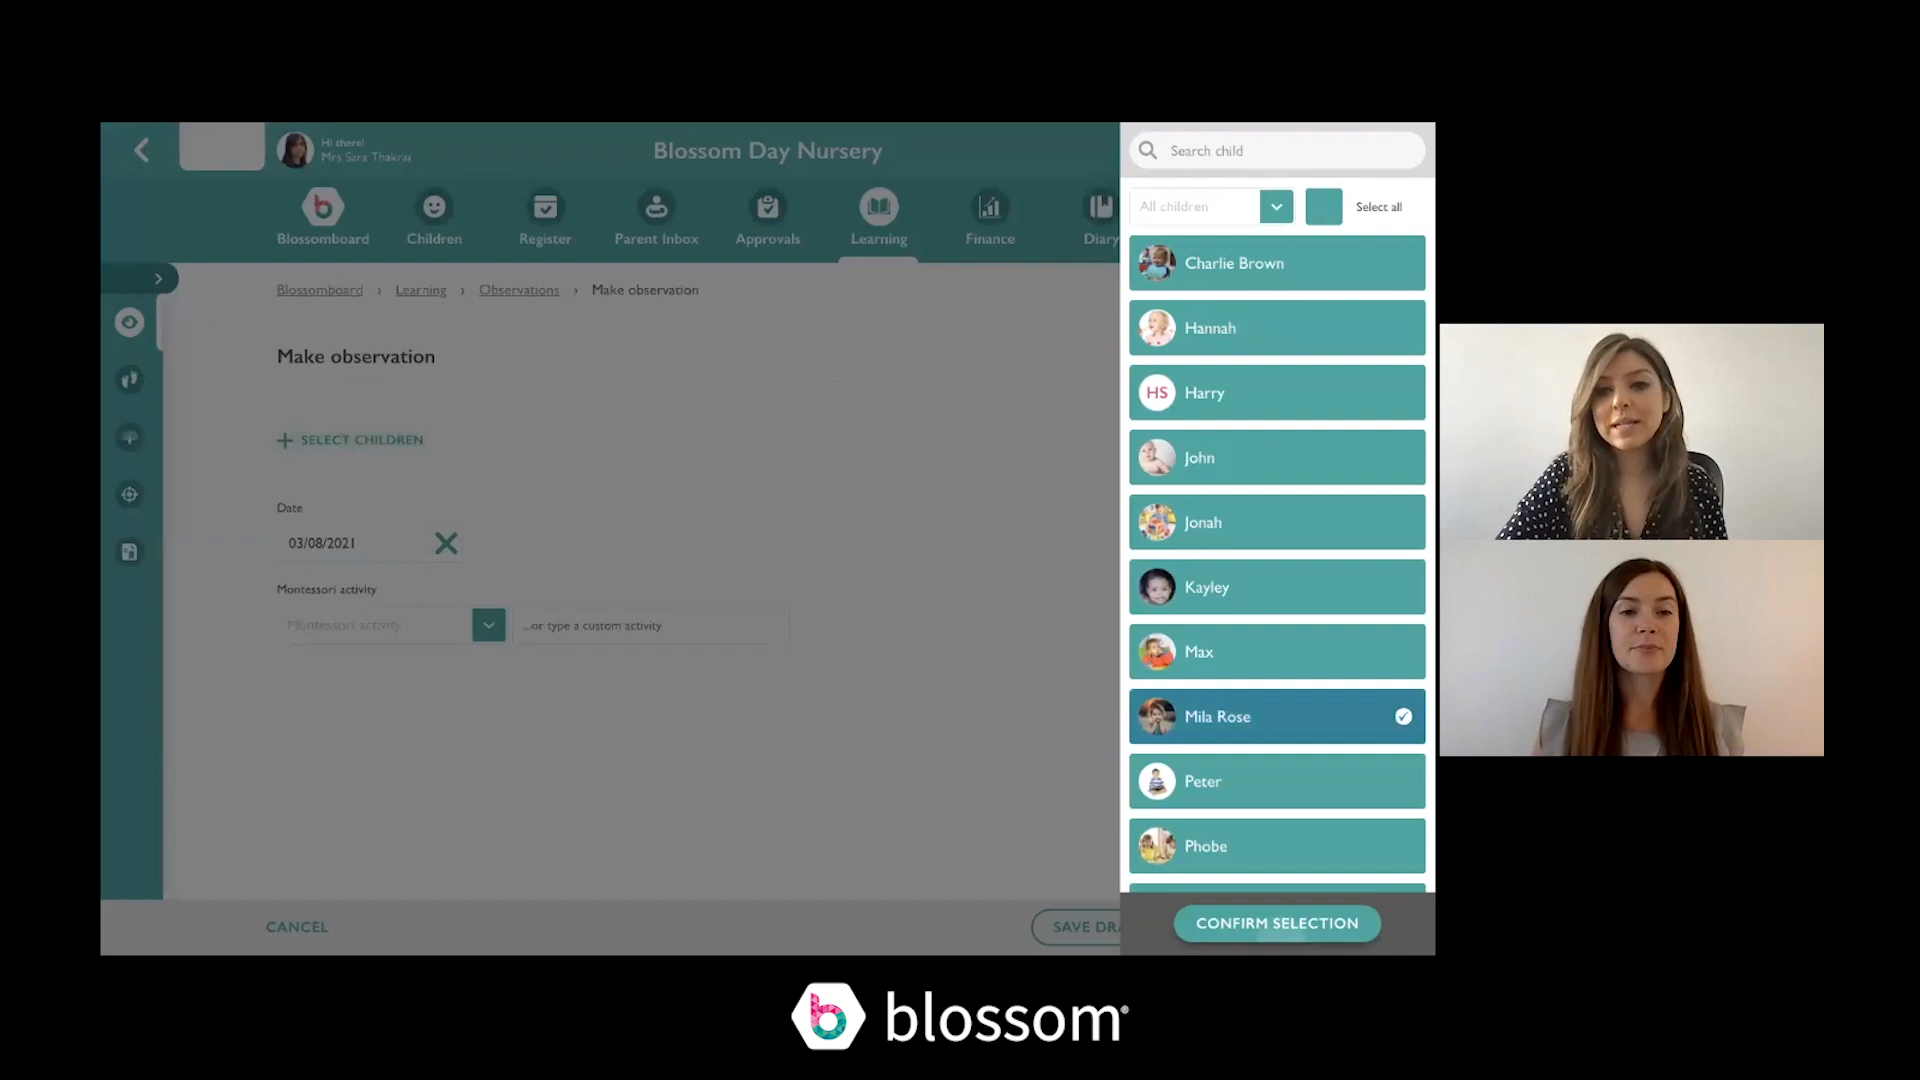 Hi there!
Mrs Sara Thakrar
Blossom Day Nursery
Blossomboard
Children
Register
Parent Inbox
Approvals
Learning
Finance
Diary
Blossomboard › Learning › Observations › Make observation
Make observation
+ SELECT CHILDREN
Date
03/08/2021
Montessori activity
Montessori activity
...or type a custom activity
CANCEL
SAVE DRA
Search child
All children
Select all
Charlie Brown
Hannah
HS Harry
John
Jonah
Kayley
Max
Mila Rose
Peter
Phobe
CONFIRM SELECTION
blossom®